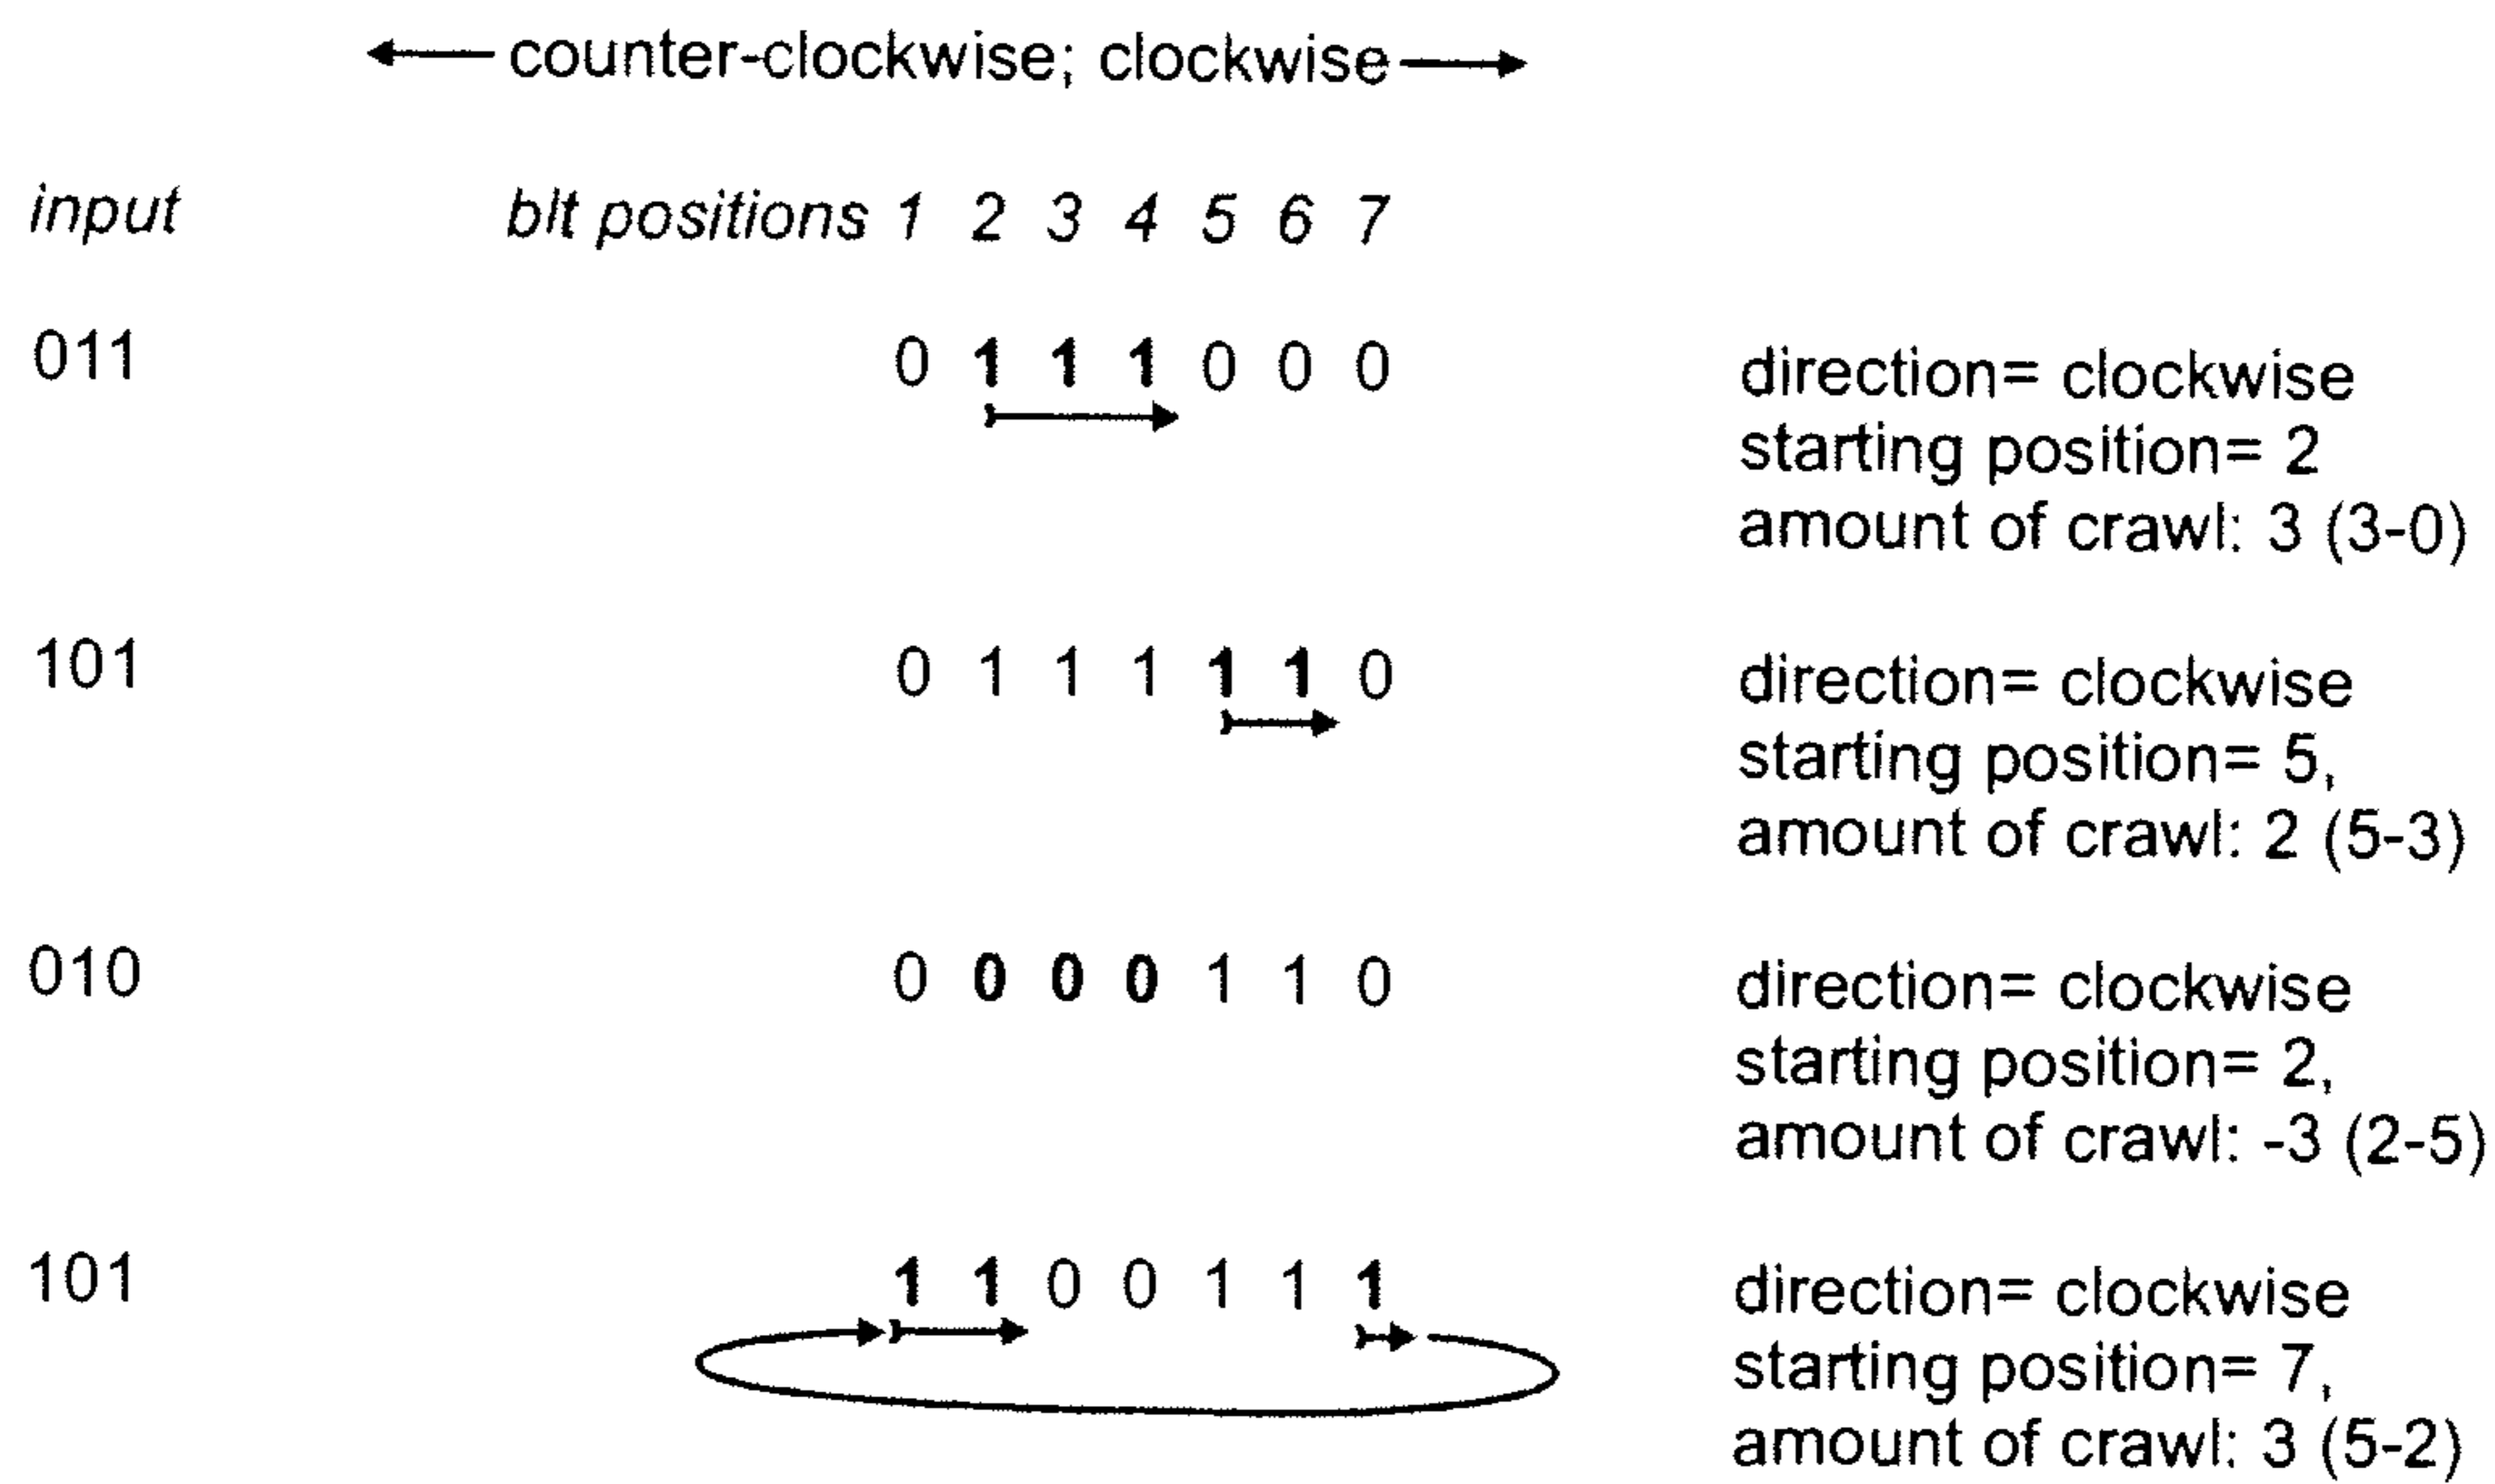 counter-clockwise; clockwise
input bit positions 1 2 3 4 5 6 7
011 0 1 1 1 0 0 0 direction= clockwise
starting position= 2
amount of crawl: 3 (3-0)
101 0 1 1 1 1 1 0 direction= clockwise
starting position= 5,
amount of crawl: 2 (5-3)
010 0 0 0 0 1 1 0 direction= clockwise
starting position= 2,
amount of crawl: -3 (2-5)
101 1 1 0 0 1 1 1 direction= clockwise
starting position= 7,
amount of crawl: 3 (5-2)